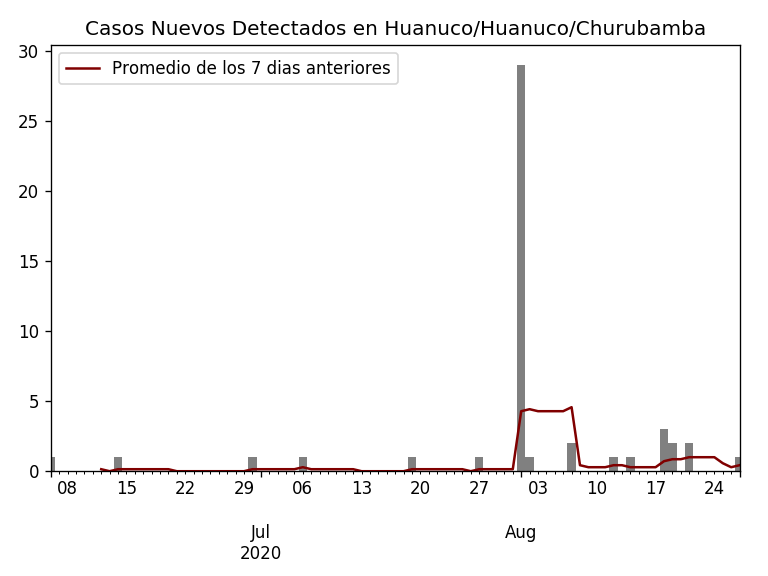 Casos Nuevos Detectados en Huanuco/Huanuco/Churubamba
Promedio de los 7 dias anteriores
30
25
20
15
10
5
0
08 15 22 29 06 13 20 27 03 10 17 24
Jul Aug
2020